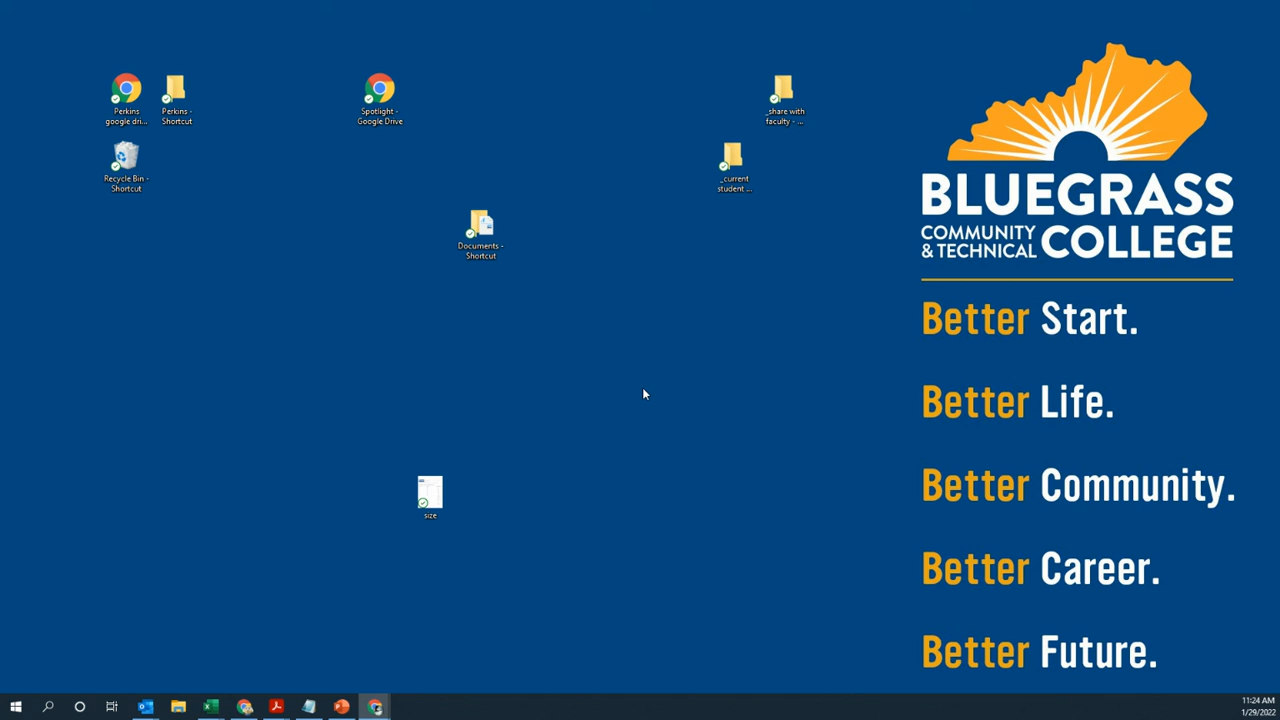 Perkins
google dri...
Perkins -
Shortcut
Spotlight -
Google Drive
_share with
faculty - ...
Recycle Bin -
Shortcut
_current
student ...
Documents -
Shortcut
size
BLUEGRASS
COMMUNITY
& TECHNICAL
COLLEGE
Better Start.
Better Life.
Better Community.
Better Career.
Better Future.
11:24 AM
1/29/2022